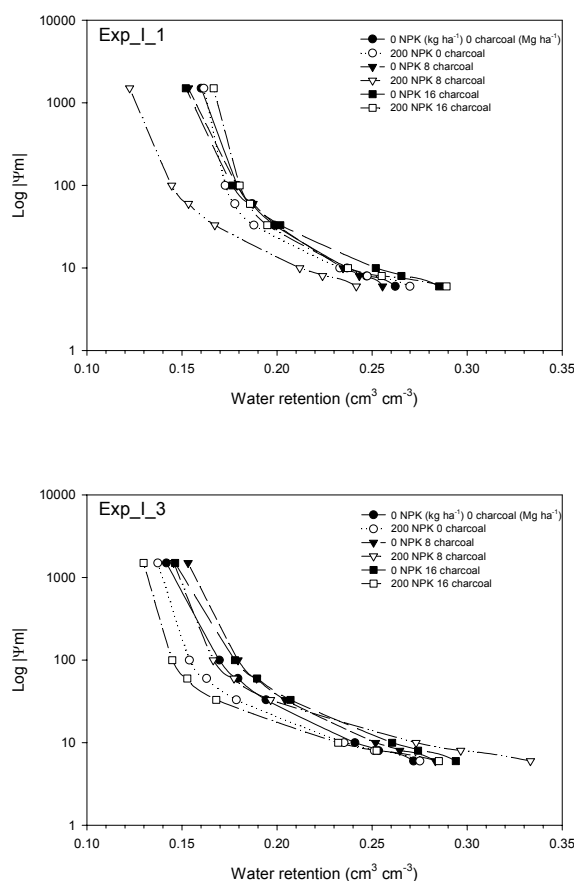 Exp_I_1
0 NPK (kg ha⁻¹) 0 charcoal (Mg ha⁻¹)
200 NPK 0 charcoal
0 NPK 8 charcoal
200 NPK 8 charcoal
0 NPK 16 charcoal
200 NPK 16 charcoal
Log |Ψm|
10000
1000
100
10
1
0.10 0.15 0.20 0.25 0.30 0.35
Water retention (cm³ cm⁻³)
Exp_I_3
0 NPK (kg ha⁻¹) 0 charcoal (Mg ha⁻¹)
200 NPK 0 charcoal
0 NPK 8 charcoal
200 NPK 8 charcoal
0 NPK 16 charcoal
200 NPK 16 charcoal
Log |Ψm|
10000
1000
100
10
1
0.10 0.15 0.20 0.25 0.30 0.35
Water retention (cm³ cm⁻³)